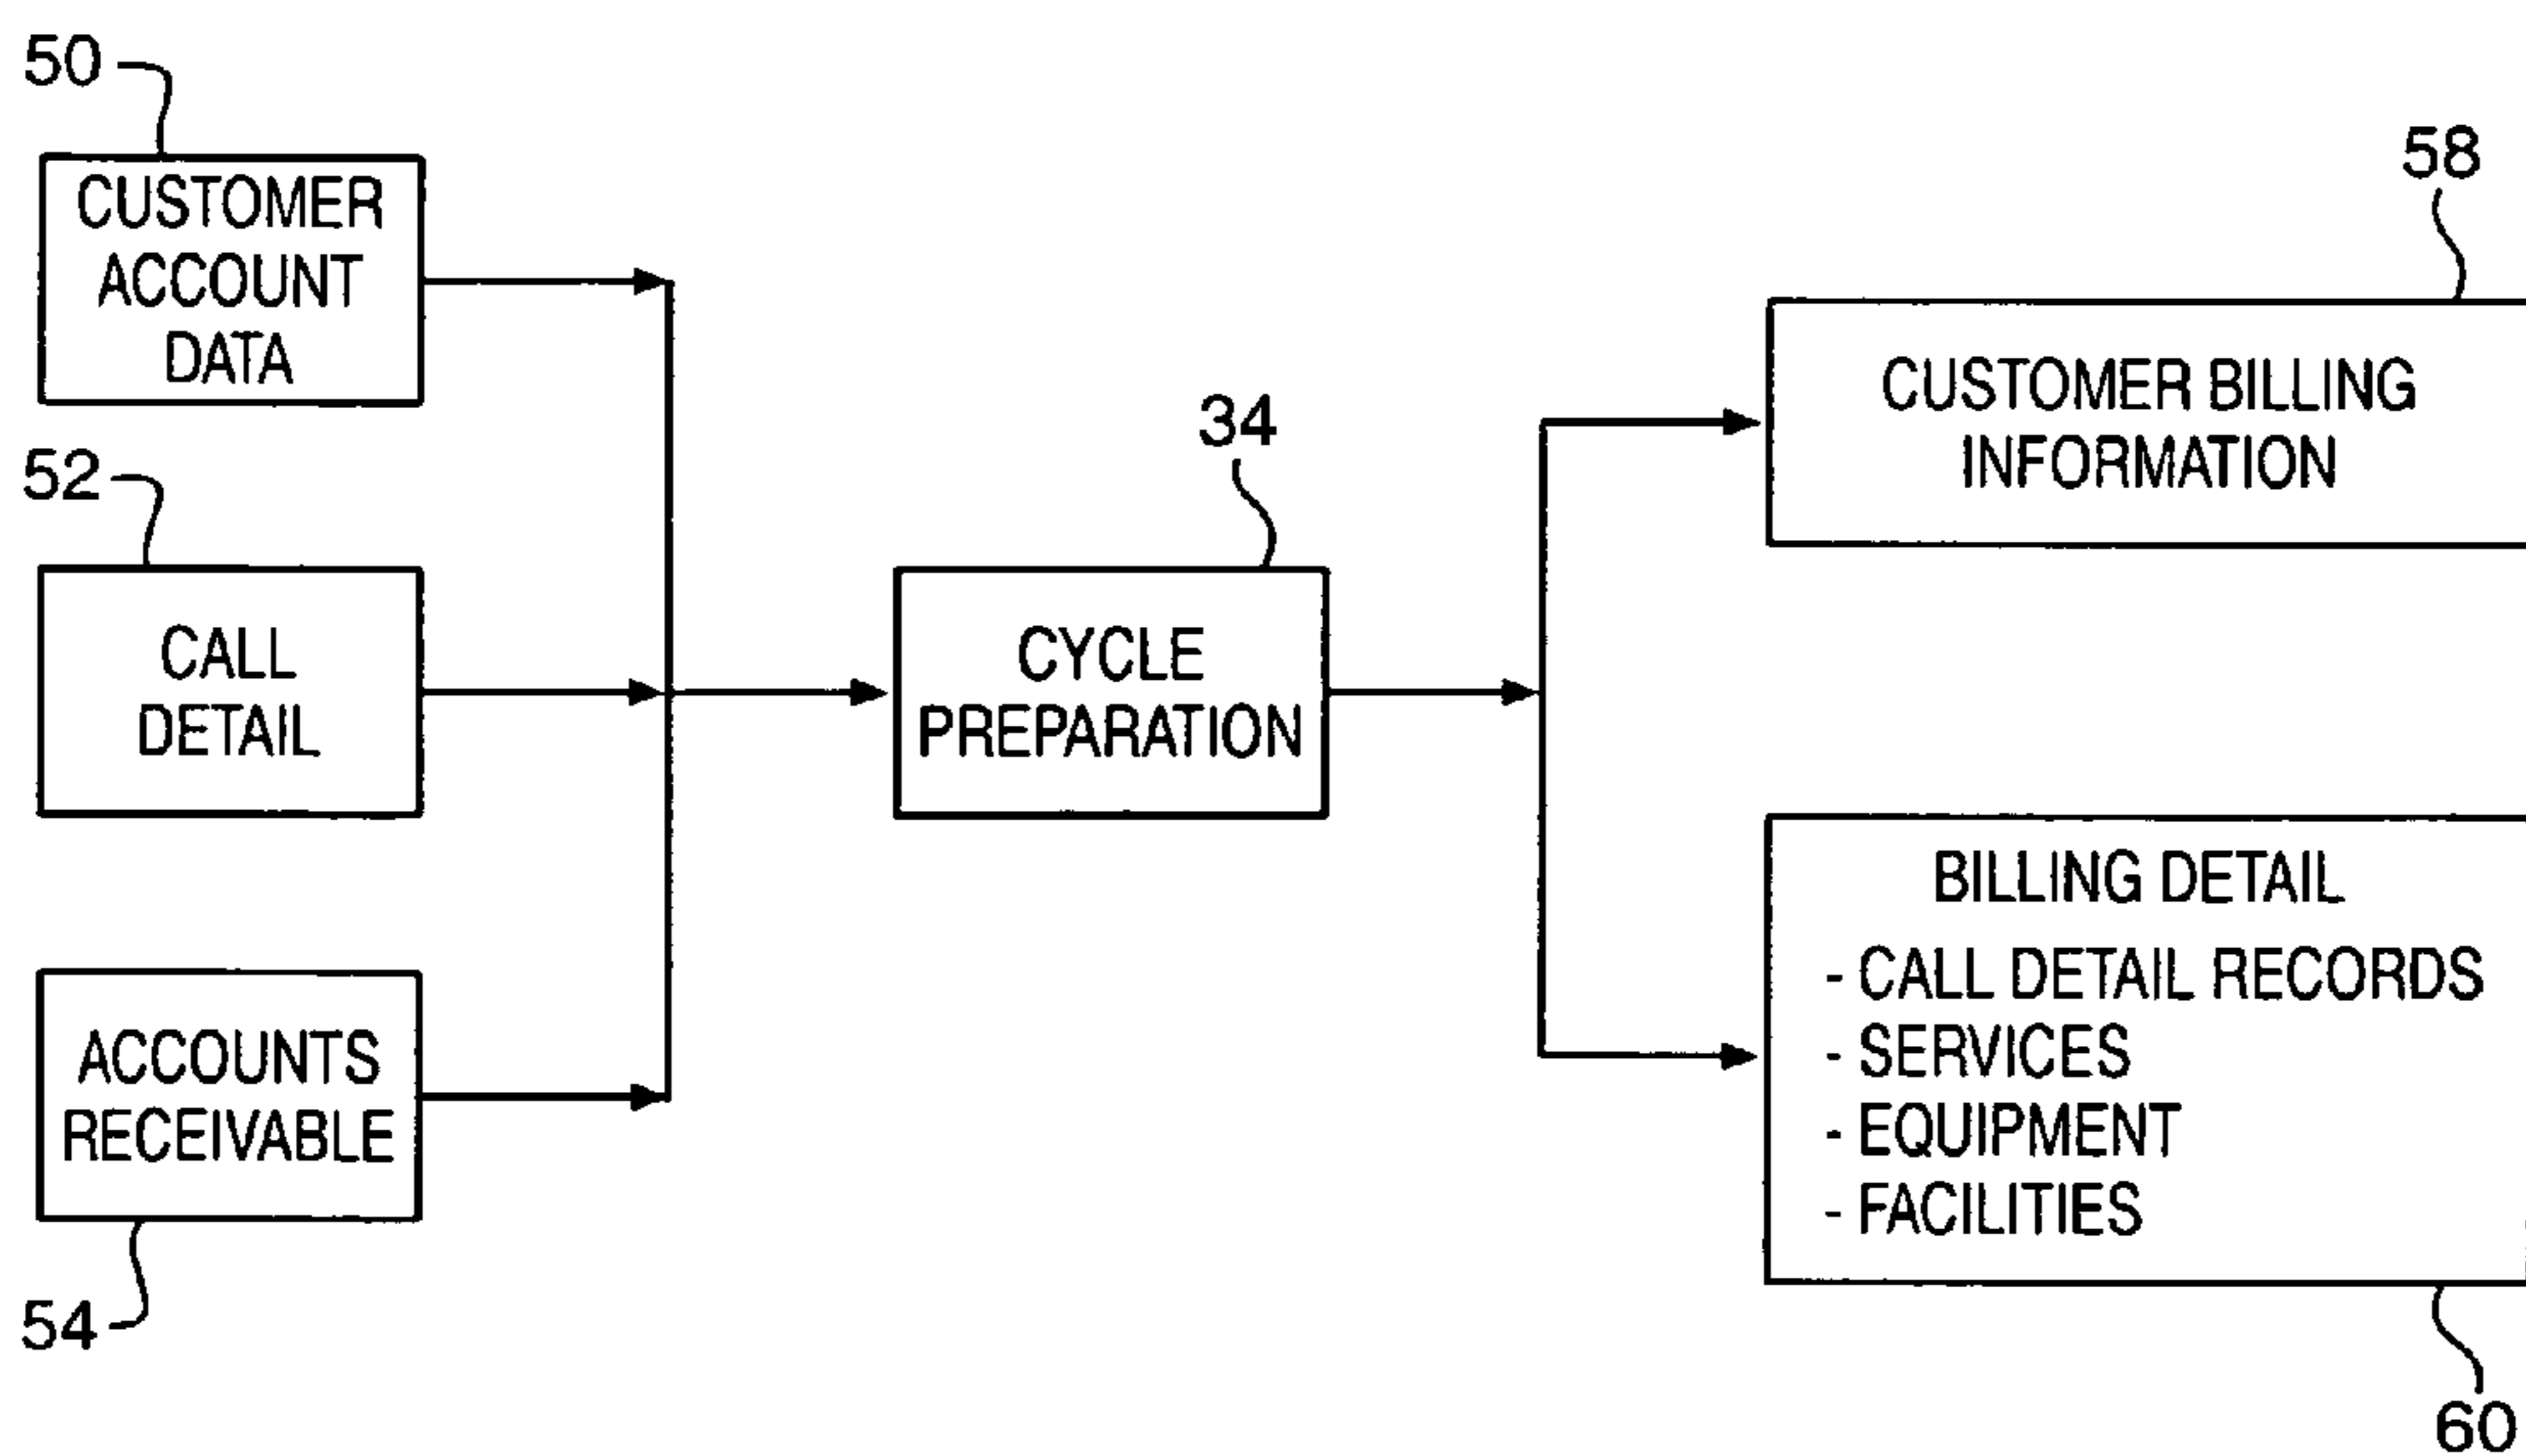 50
CUSTOMER
ACCOUNT
DATA
52
CALL
DETAIL
ACCOUNTS
RECEIVABLE
54
34
CYCLE
PREPARATION
58
CUSTOMER BILLING
INFORMATION
BILLING DETAIL
- CALL DETAIL RECORDS
- SERVICES
- EQUIPMENT
- FACILITIES
60